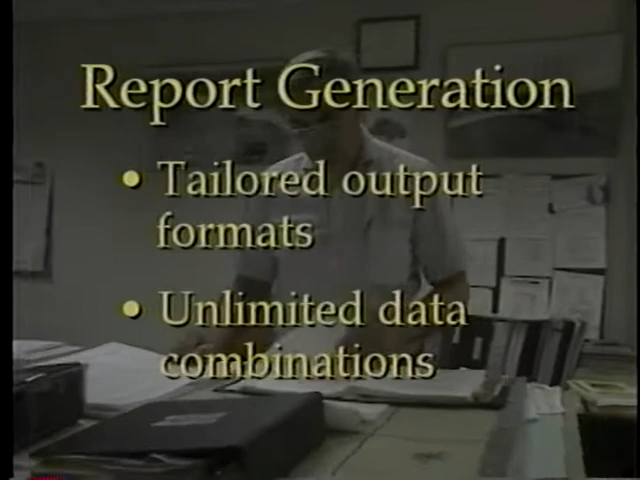 Report Generation
• Tailored output
formats
• Unlimited data
combinations